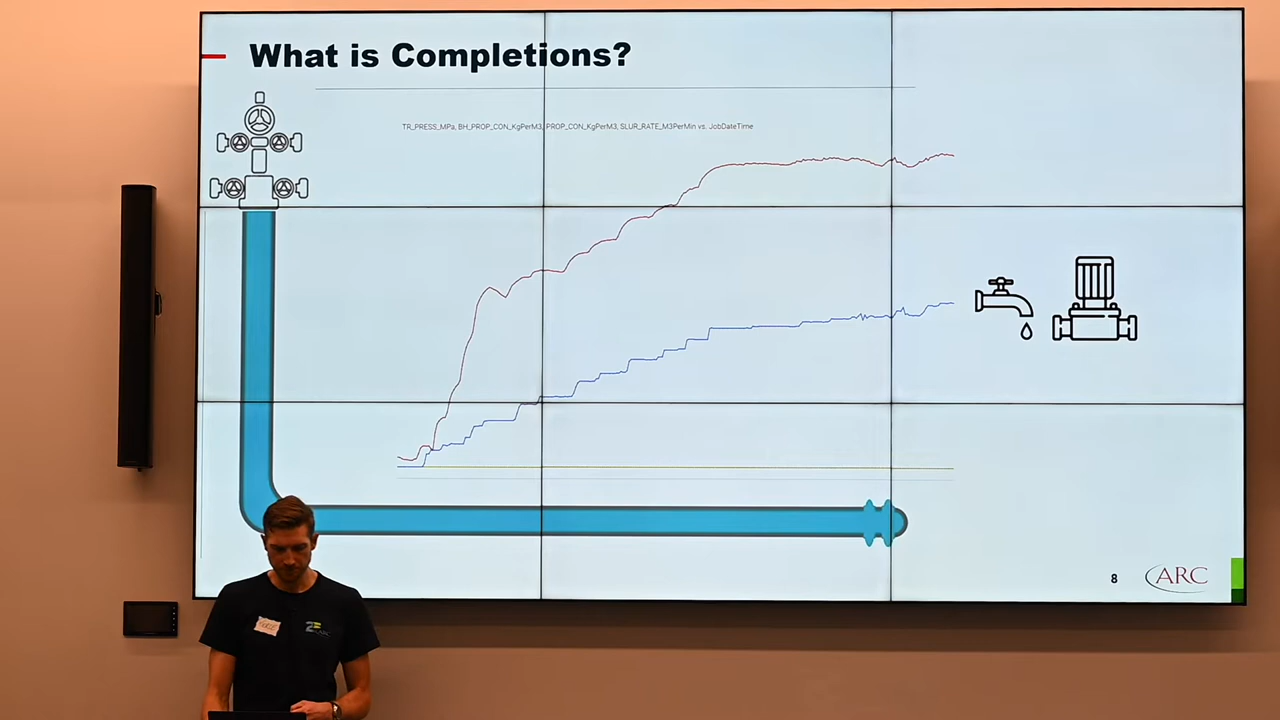 What is Completions?
TR_PRESS_MPa, BH_PROP_CON_KgPerM3, PROP_CON_KgPerM3, SLUR_RATE_M3PerMin vs. JobDateTime
8
ARC